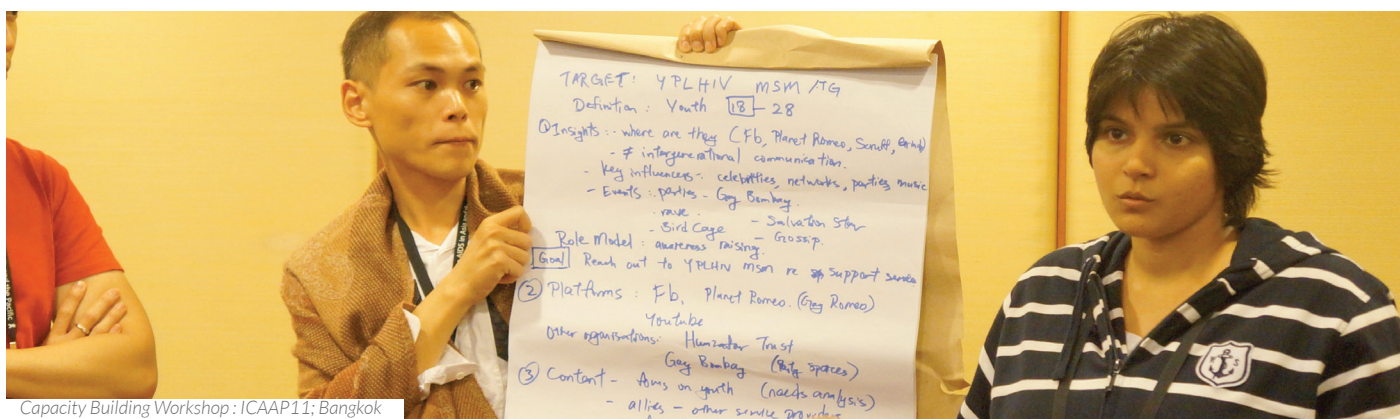 TARGET: YPLHIV MSM /TG
Definition: Youth 18 - 28
① Insights: - where are they (Fb, Planet Romeo, Scruff,
- ≠ intergenerational communication.
- key influencers: celebrities, networks, parties, music
- Events: parties - Gay Bombay.
· rave. - Salvation Star
- Bird Cage - Gossip.
Role Model: awareness raising.
Goal Reach out to YPLHIV msm re support service
② Platforms: Fb, Planet Romeo. (Gay Romeo)
Youtube
Other organisations: Humsafar Trust
Gay Bombay (Party spaces)
③ Content - Aims on youth (needs analysis)
- allies - other service
Capacity Building Workshop : ICAAP11; Bangkok